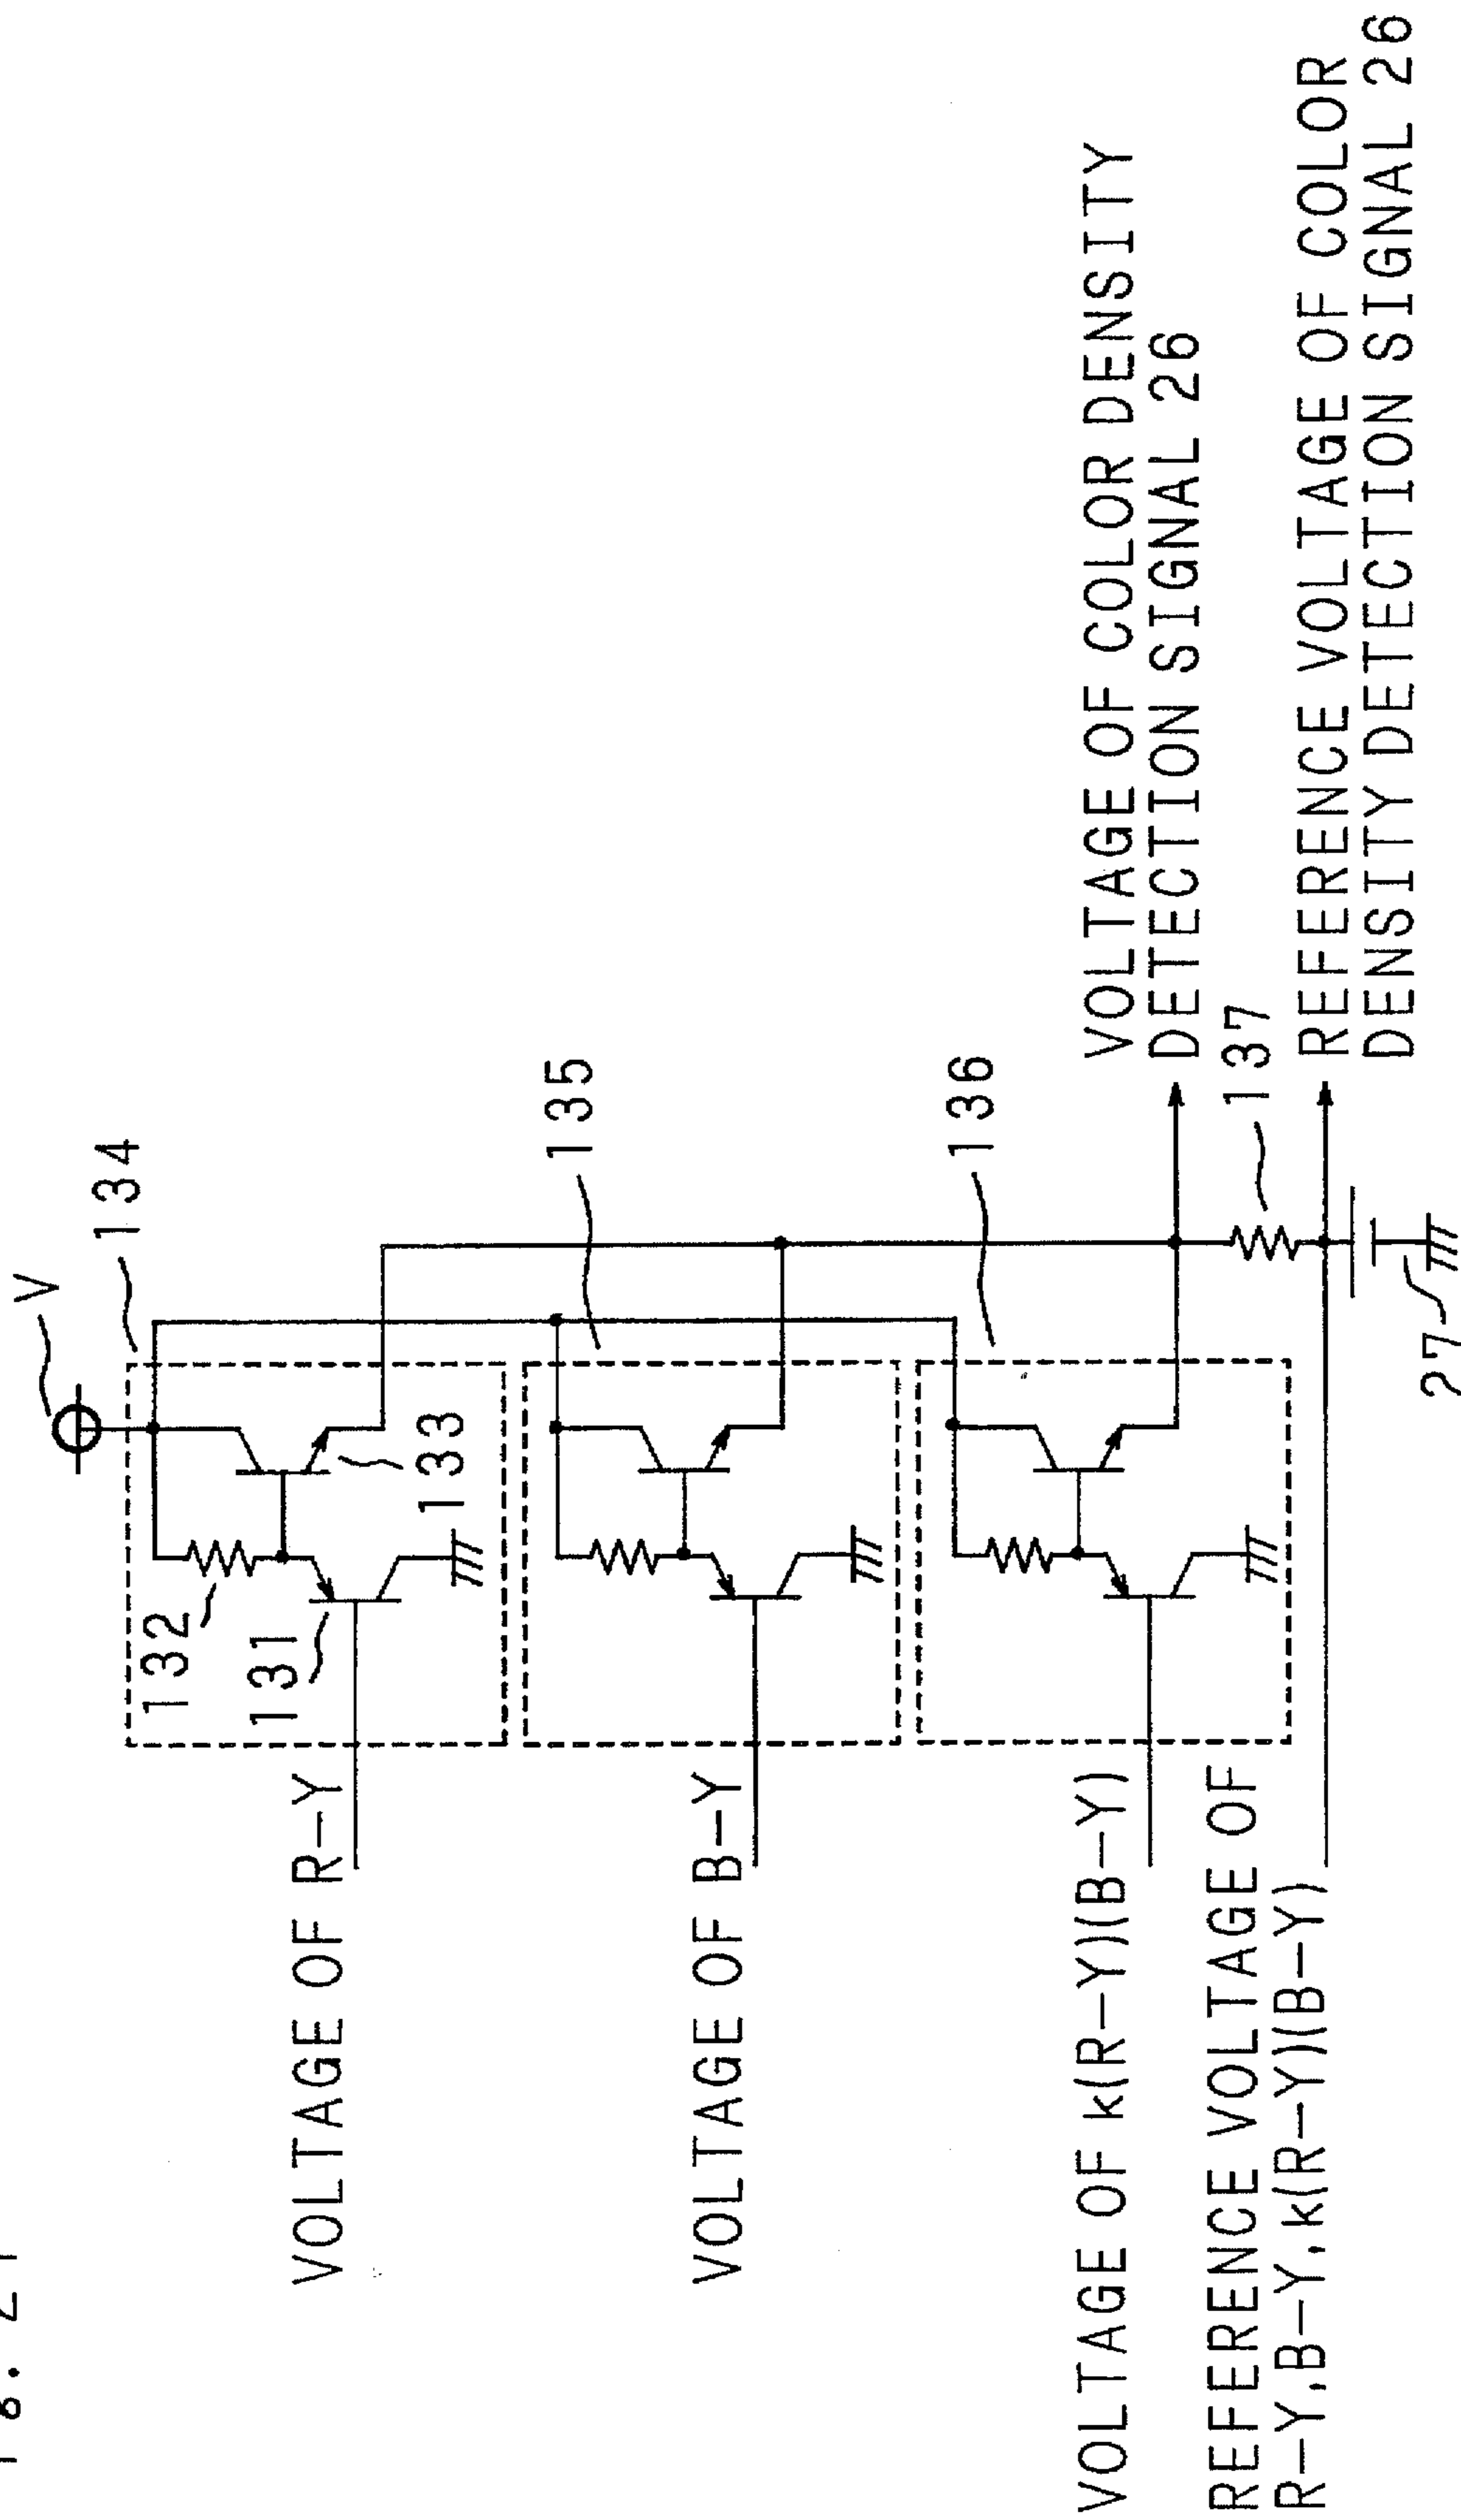 V
134
132
131
133
VOLTAGE OF R-Y
135
VOLTAGE OF B-Y
136
VOLTAGE OF k(R-Y)(B-Y)
VOLTAGE OF COLOR DENSITY
DETECTION SIGNAL 26
137
REFERENCE VOLTAGE OF
R-Y,B-Y,k(R-Y)(B-Y)
REFERENCE VOLTAGE OF COLOR
DENSITY DETECTION SIGNAL 26
27